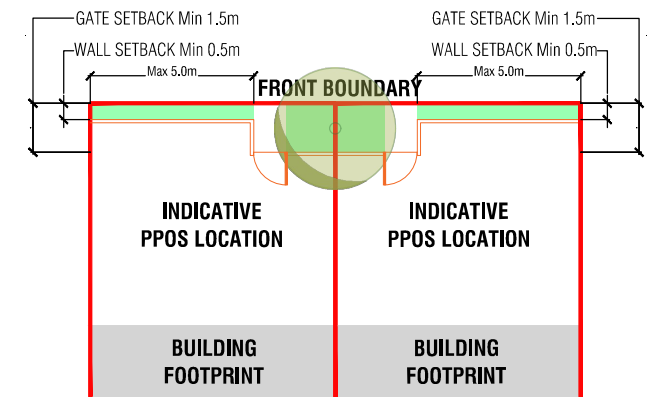 GATE SETBACK Min 1.5m
GATE SETBACK Min 1.5m
WALL SETBACK Min 0.5m
WALL SETBACK Min 0.5m
Max 5.0m
Max 5.0m
FRONT BOUNDARY
INDICATIVE
PPOS LOCATION
INDICATIVE
PPOS LOCATION
BUILDING
FOOTPRINT
BUILDING
FOOTPRINT